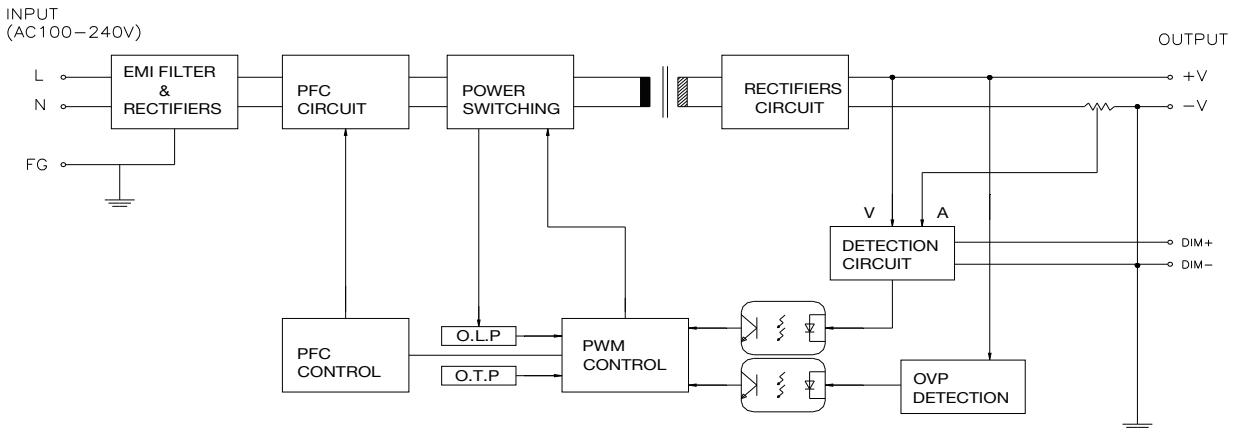 INPUT
(AC100-240V)
OUTPUT
L
N
FG
EMI FILTER
&
RECTIFIERS
PFC
CIRCUIT
POWER
SWITCHING
RECTIFIERS
CIRCUIT
+V
-V
V
A
DETECTION
CIRCUIT
DIM+
DIM-
PFC
CONTROL
O.L.P
O.T.P
PWM
CONTROL
OVP
DETECTION